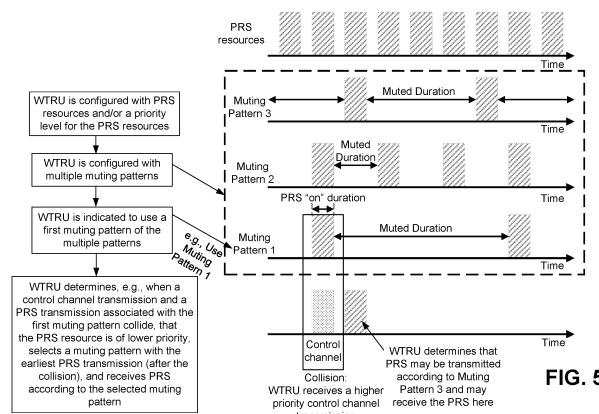 PRS
resources
Time
WTRU is configured with PRS
resources and/or a priority
level for the PRS resources
WTRU is configured with
multiple muting patterns
WTRU is indicated to use a
first muting pattern of the
multiple patterns
WTRU determines, e.g., when a
control channel transmission and a
PRS transmission associated with the
first muting pattern collide, that
the PRS resource is of lower priority,
selects a muting pattern with the
earliest PRS transmission (after the
collision), and receives PRS
according to the selected muting
pattern
e.g., Use
Muting
Pattern 1
Muting
Pattern 3
Muted Duration
Time
Muting
Pattern 2
Muted
Duration
Time
PRS "on" duration
Muting
Pattern 1
Muted Duration
Time
Time
Control
channel
Collision:
WTRU receives a higher
priority control channel
WTRU determines that
PRS may be transmitted
according to Muting
Pattern 3 and may
receive the PRS here
FIG. 5